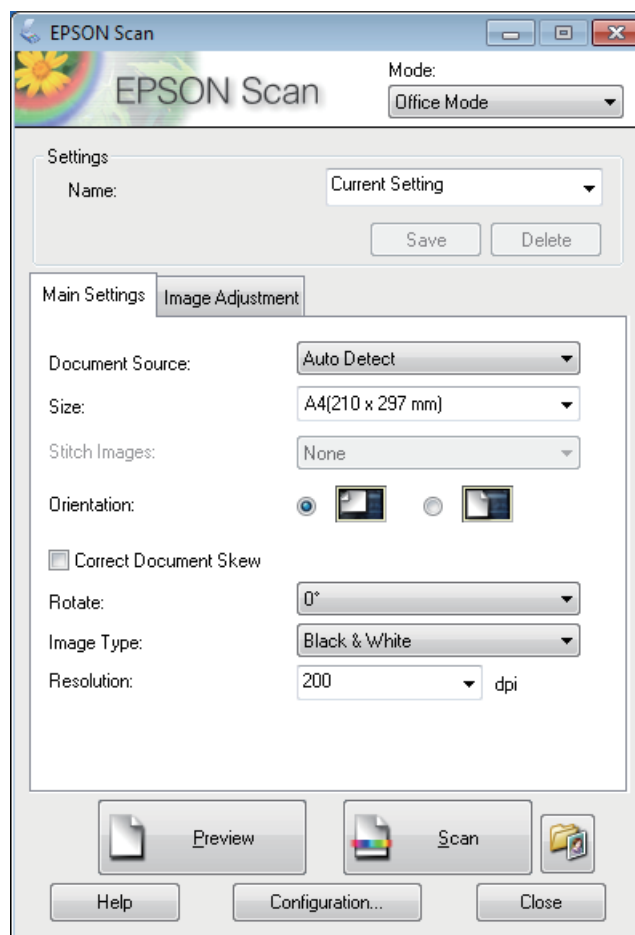 EPSON Scan
EPSON Scan
Mode:
Office Mode
Settings
Name:
Current Setting
Save
Delete
Main Settings
Image Adjustment
Document Source:
Auto Detect
Size:
A4(210 x 297 mm)
Stitch Images:
None
Orientation:
Correct Document Skew
Rotate:
0°
Image Type:
Black & White
Resolution:
200
dpi
Preview
Scan
Help
Configuration...
Close